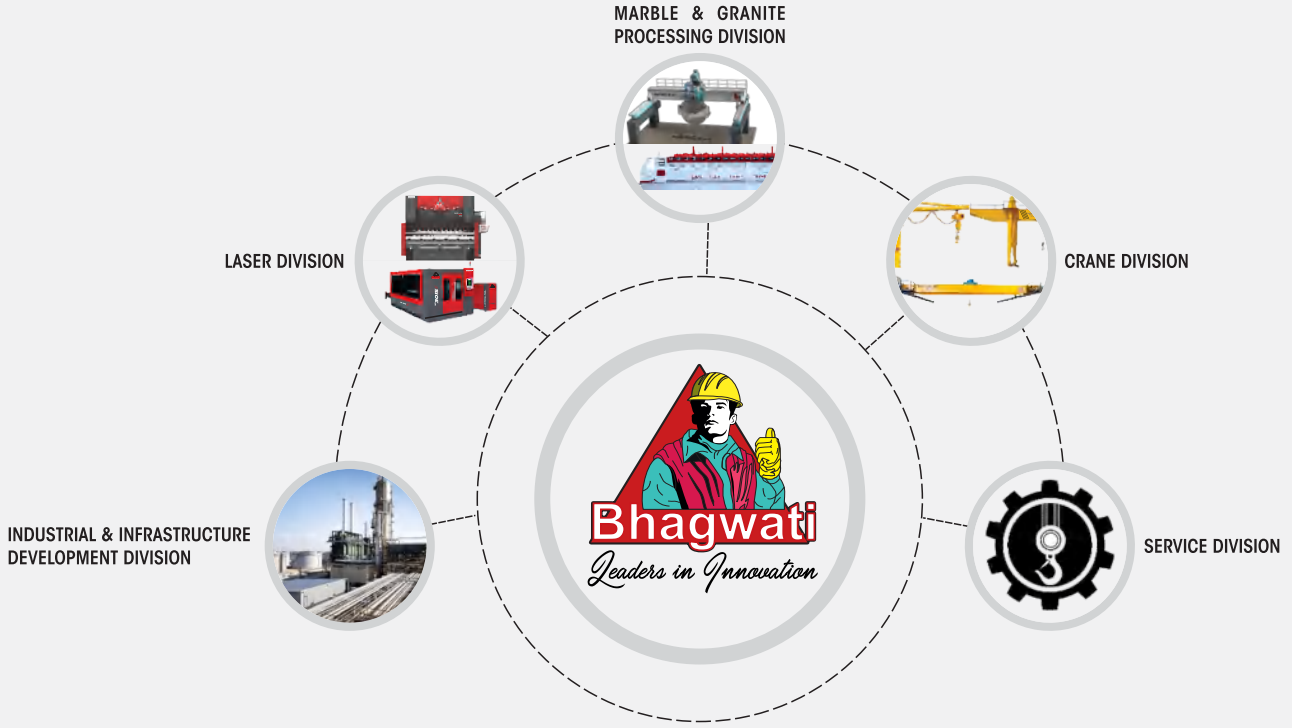 MARBLE & GRANITE
PROCESSING DIVISION
LASER DIVISION
CRANE DIVISION
INDUSTRIAL & INFRASTRUCTURE
DEVELOPMENT DIVISION
SERVICE DIVISION
Bhagwati
Leaders in Innovation